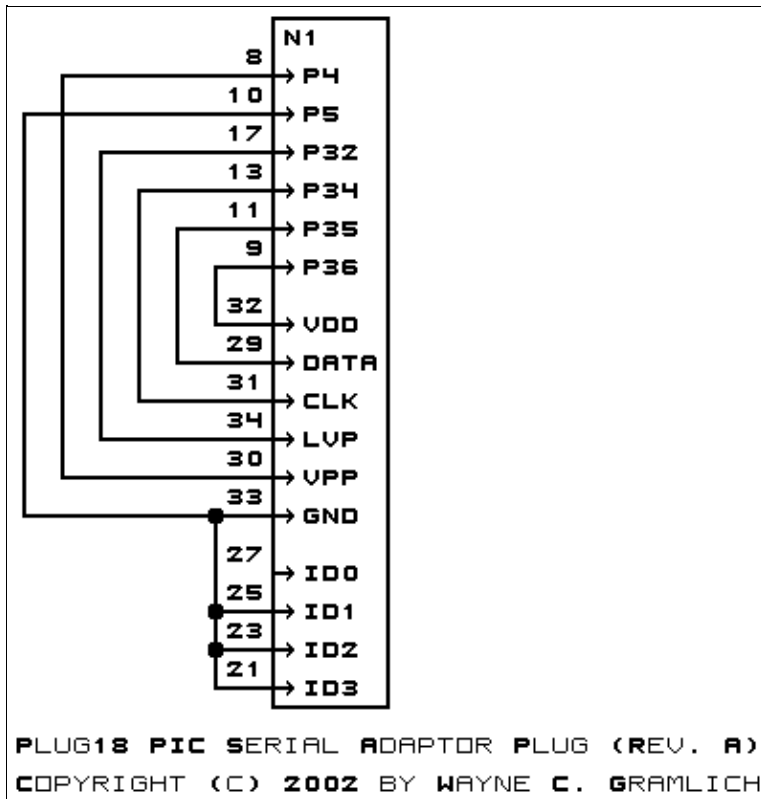 N1
8
P4
10
P5
17
P32
13
P34
11
P35
9
P36
32
VDD
29
DATA
31
CLK
34
LVP
30
VPP
33
GND
27
ID0
25
ID1
23
ID2
21
ID3
PLUG18 PIC SERIAL ADAPTOR PLUG (REV. A)
COPYRIGHT (C) 2002 BY WAYNE C. GRAMLICH